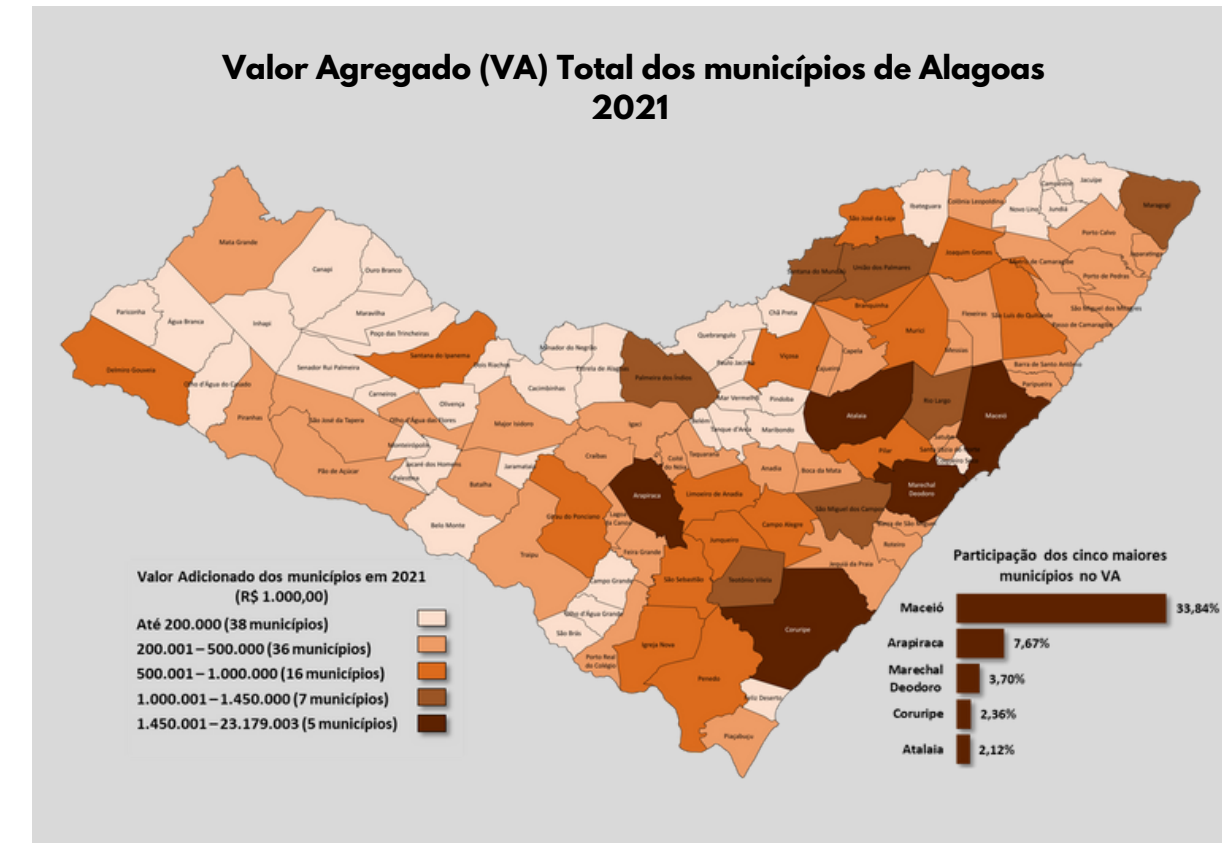 Valor Agregado (VA) Total dos municípios de Alagoas
2021
Mata Grande
Canapi
Ouro Branco
Pariconha
Água Branca
Inhapi
Maravilha
Poço das Trincheiras
Delmiro Gouveia
Olho d'Água do Casado
Senador Rui Palmeira
Santana do Ipanema
Dois Riachos
Carneiros
Olivença
Piranhas
São José da Tapera
Olho d'Água das Flores
Major Isidoro
Cacimbinhas
Minador do Negrão
Estrela de Alagoas
Palmeira dos Índios
Monteirópolis
Jacaré dos Homens
Palestina
Pão de Açúcar
Jaramataia
Batalha
Belo Monte
Traipu
Craíbas
Igaci
Arapiraca
Girau do Ponciano
Lagoa da Canoa
Feira Grande
Campo Grande
Olho d'Água Grande
São Brás
Porto Real
do Colégio
Igreja Nova
São Sebastião
Penedo
Piaçabuçu
Feliz Deserto
Coruripe
Teotônio Vilela
Junqueiro
Limoeiro de Anadia
Campo Alegre
São Miguel dos Campos
Jequiá da Praia
Roteiro
Barra de São Miguel
Marechal
Deodoro
Pilar
Boca da Mata
Anadia
Taquarana
Coité
do Nóia
Belém
Tanque d'Arca
Mar Vermelho
Maribondo
Pindoba
Paulo Jacinto
Quebrangulo
Chã Preta
Viçosa
Cajueiro
Capela
Atalaia
Rio Largo
Maceió
Satuba
Paripueira
Barra de Santo Antônio
Messias
Murici
Branquinha
Flexeiras
São Luís do Quitunde
Passo de Camaragibe
São Miguel dos Milagres
Porto de Pedras
Matriz de Camaragibe
Porto Calvo
Japaratinga
Maragogi
Jacuípe
Campestre
Jundiá
Novo Lino
Colônia Leopoldina
Joaquim Gomes
Ibateguara
São José da Laje
União dos Palmares
Santana do Mundaú
Valor Adicionado dos municípios em 2021
(R$ 1.000,00)
Até 200.000 (38 municípios)
200.001 – 500.000 (36 municípios)
500.001 – 1.000.000 (16 municípios)
1.000.001 – 1.450.000 (7 municípios)
1.450.001 – 23.179.003 (5 municípios)
Participação dos cinco maiores
municípios no VA
Maceió 33,84%
Arapiraca 7,67%
Marechal
Deodoro 3,70%
Coruripe 2,36%
Atalaia 2,12%